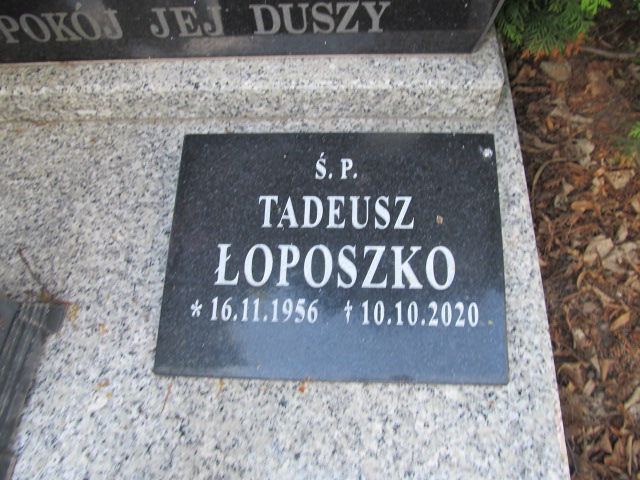 POKÓJ JEJ DUSZY
Ś. P.
TADEUSZ
ŁOPOSZKO
* 16.11.1956 † 10.10.2020